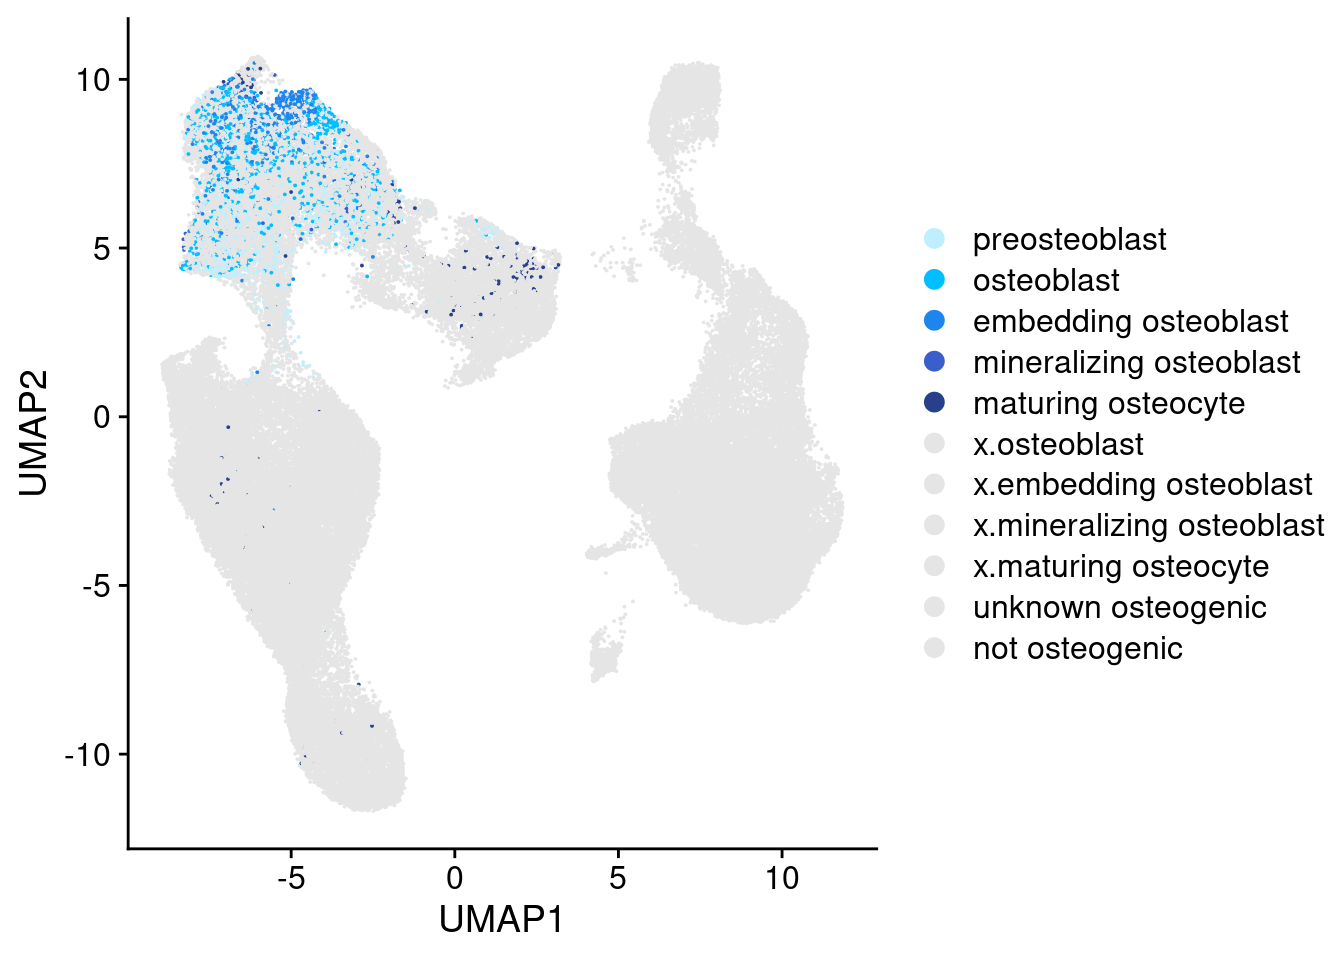 10
5
0
-5
-10
UMAP2
-5
0
5
10
UMAP1
preosteoblast
osteoblast
embedding osteoblast
mineralizing osteoblast
maturing osteocyte
x.osteoblast
x.embedding osteoblast
x.mineralizing osteoblast
x.maturing osteocyte
unknown osteogenic
not osteogenic